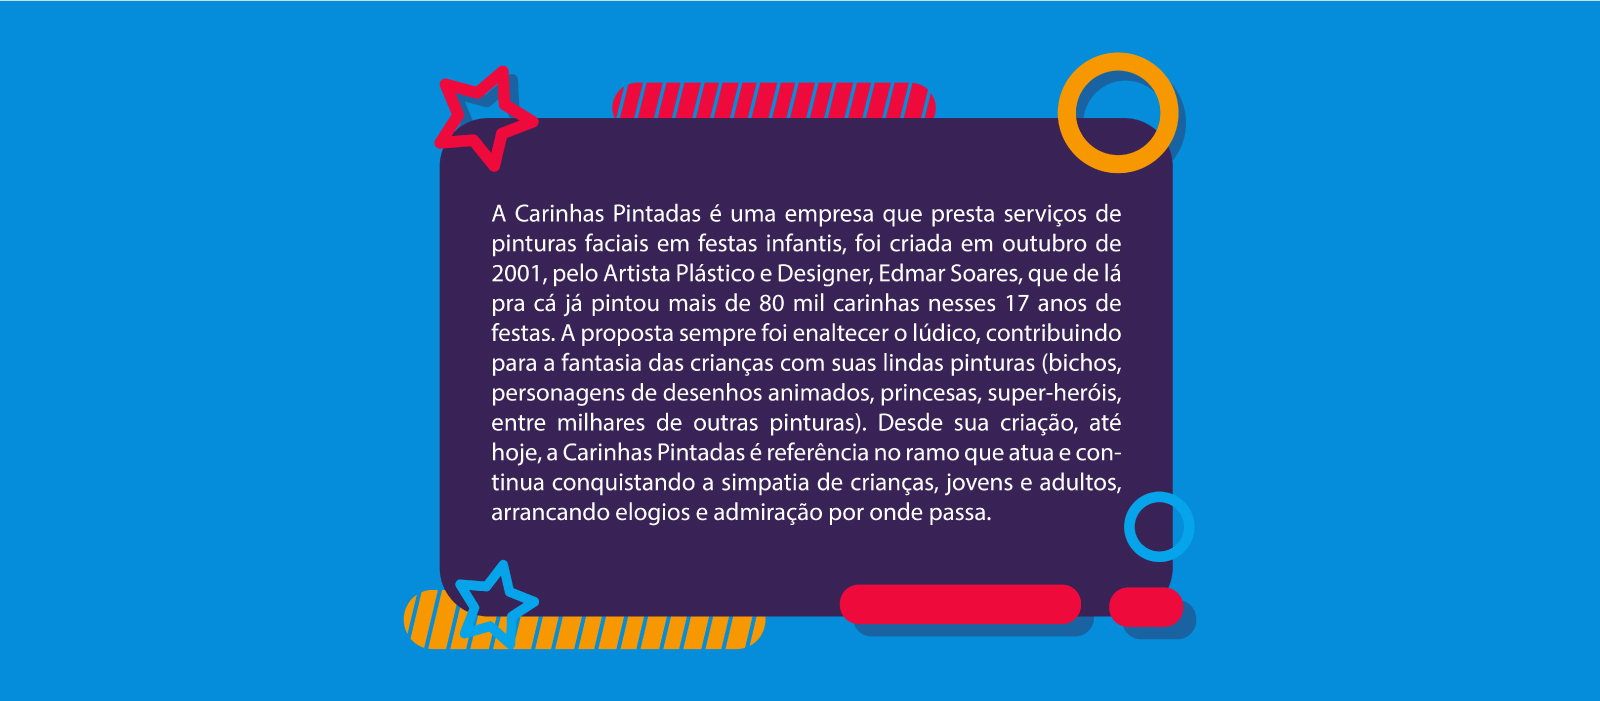 A Carinhas Pintadas é uma empresa que presta serviços de
pinturas faciais em festas infantis, foi criada em outubro de
2001, pelo Artista Plástico e Designer, Edmar Soares, que de lá
pra cá já pintou mais de 80 mil carinhas nesses 17 anos de
festas. A proposta sempre foi enaltecer o lúdico, contribuindo
para a fantasia das crianças com suas lindas pinturas (bichos,
personagens de desenhos animados, princesas, super-heróis,
entre milhares de outras pinturas). Desde sua criação, até
hoje, a Carinhas Pintadas é referência no ramo que atua e con-
tinua conquistando a simpatia de crianças, jovens e adultos,
arrancando elogios e admiração por onde passa.